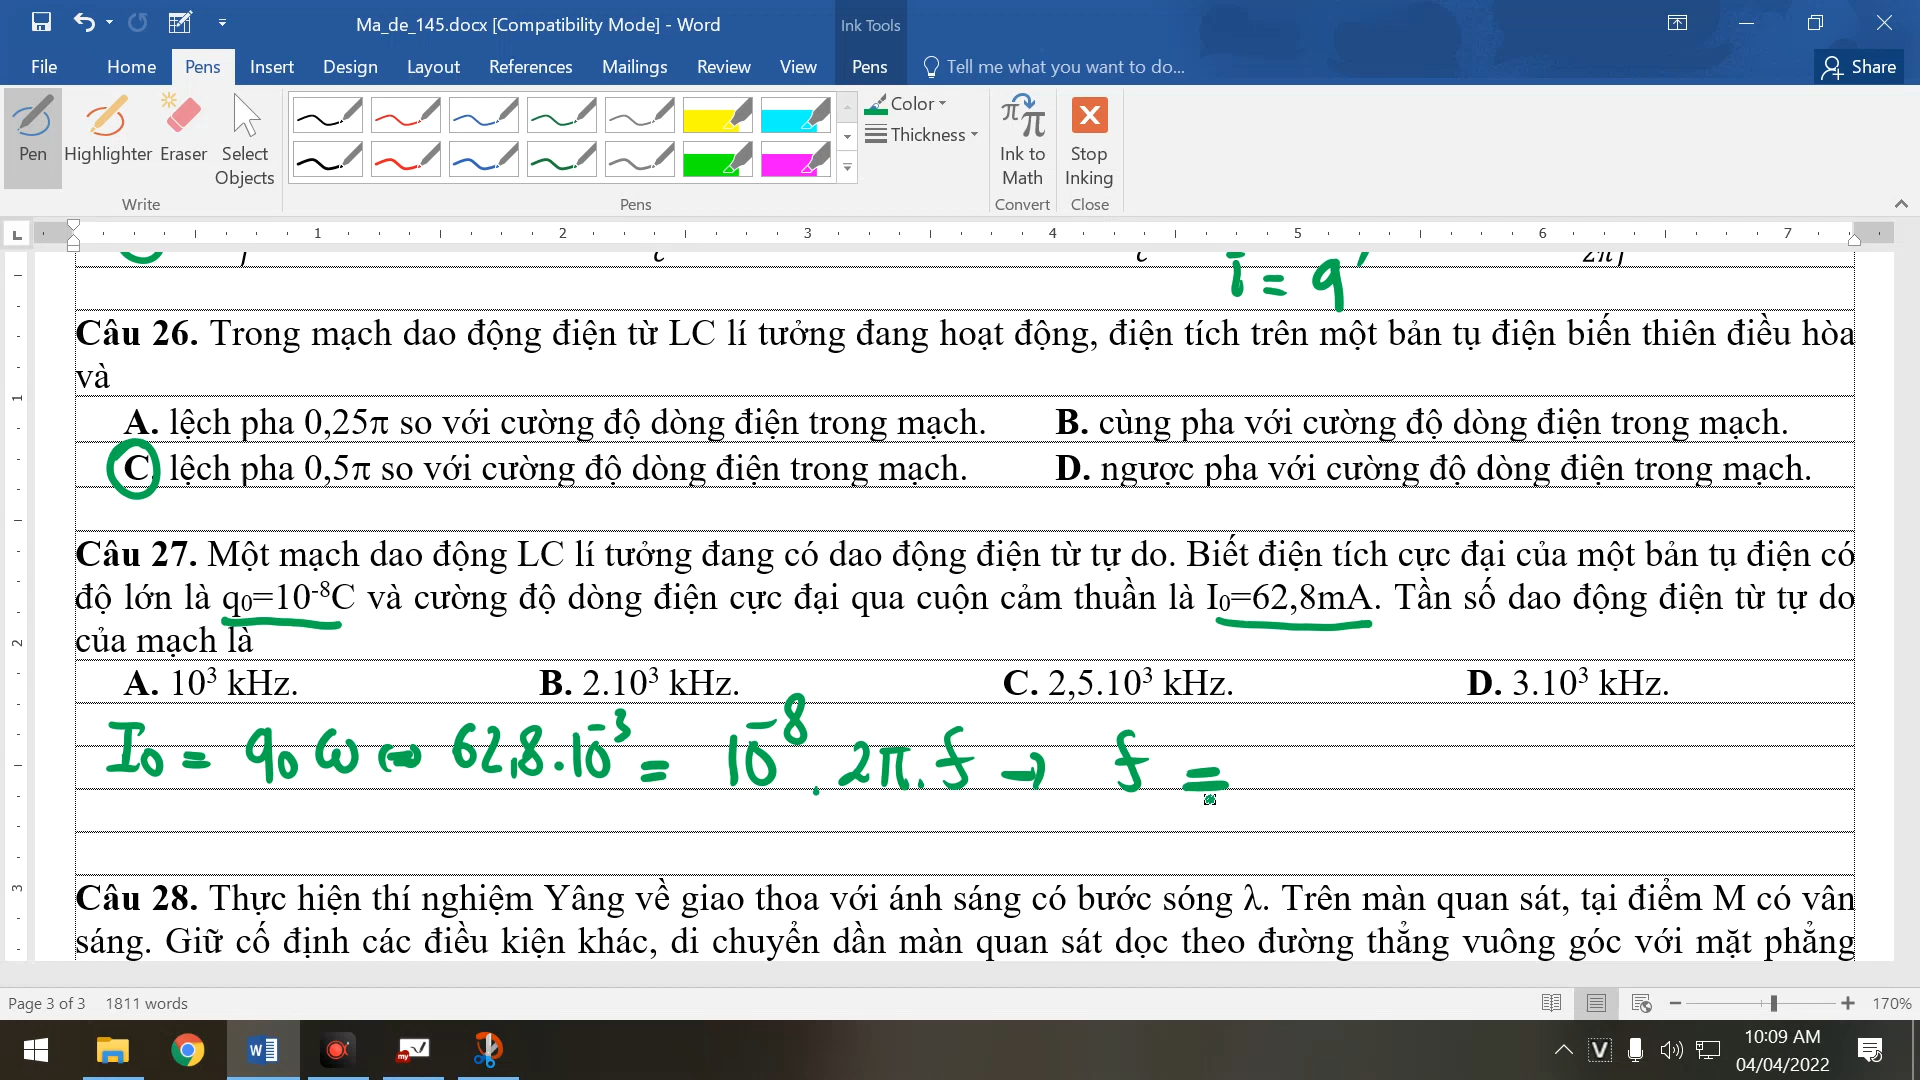 Ma_de_145.docx [Compatibility Mode] - Word
Ink Tools
File Home Pens Insert Design Layout References Mailings Review View Pens Tell me what you want to do... Share
Pen Highlighter Eraser Select Objects
Color
Thickness
Ink to Math
Stop Inking
Write Pens Convert Close
1 2 3 4 5 6 7
i = q'
Câu 26. Trong mạch dao động điện từ LC lí tưởng đang hoạt động, điện tích trên một bản tụ điện biến thiên điều hòa
và
A. lệch pha 0,25π so với cường độ dòng điện trong mạch. B. cùng pha với cường độ dòng điện trong mạch.
C. lệch pha 0,5π so với cường độ dòng điện trong mạch. D. ngược pha với cường độ dòng điện trong mạch.
Câu 27. Một mạch dao động LC lí tưởng đang có dao động điện từ tự do. Biết điện tích cực đại của một bản tụ điện có
độ lớn là q₀=10⁻⁸C và cường độ dòng điện cực đại qua cuộn cảm thuần là I₀=62,8mA. Tần số dao động điện từ tự do
của mạch là
A. 10³ kHz. B. 2.10³ kHz. C. 2,5.10³ kHz. D. 3.10³ kHz.
I₀ = q₀ ω ⇔ 62,8.10⁻³ = 10⁻⁸ . 2π . f → f =
Câu 28. Thực hiện thí nghiệm Yâng về giao thoa với ánh sáng có bước sóng λ. Trên màn quan sát, tại điểm M có vân
sáng. Giữ cố định các điều kiện khác, di chuyển dần màn quan sát dọc theo đường thẳng vuông góc với mặt phẳng
1
2
3
Page 3 of 3 1811 words 170%
10:09 AM
04/04/2022